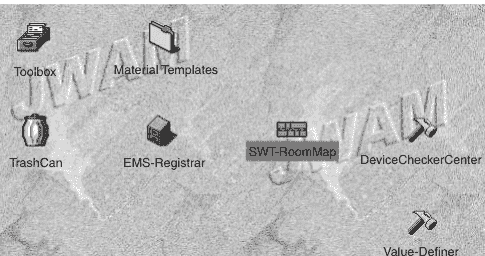 JWAM
JWAM
Toolbox
Material Templates
TrashCan
EMS-Registrar
SWT-RoomMap
DeviceCheckerCenter
Value-Definer